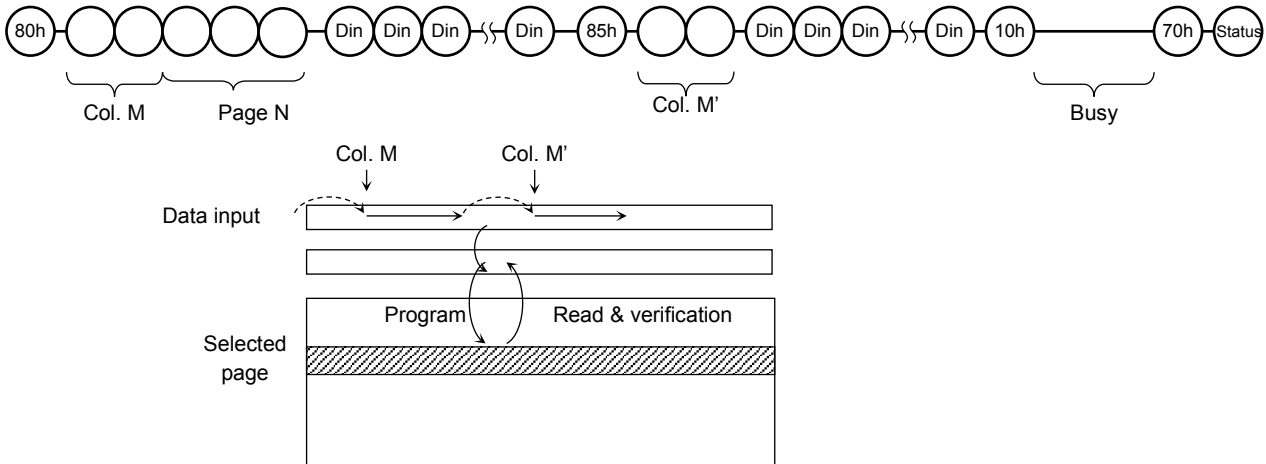 80h Din Din Din Din 85h Din Din Din Din 10h 70h Status
Col. M Page N Col. M’ Busy
Col. M Col. M’
Data input
Program Read & verification
Selected
page